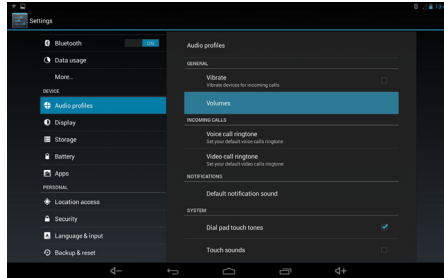 Settings
Bluetooth
ON
Data usage
More...
DEVICE
Audio profiles
Display
Storage
Battery
Apps
PERSONAL
Location access
Security
Language & input
Backup & reset
Audio profiles
GENERAL
Vibrate
Vibrate devices for incoming calls
Volumes
INCOMING CALLS
Voice call ringtone
Set your default voice calls ringtone
Video call ringtone
Set your default video calls ringtone
NOTIFICATIONS
Default notification sound
SYSTEM
Dial pad touch tones
Touch sounds